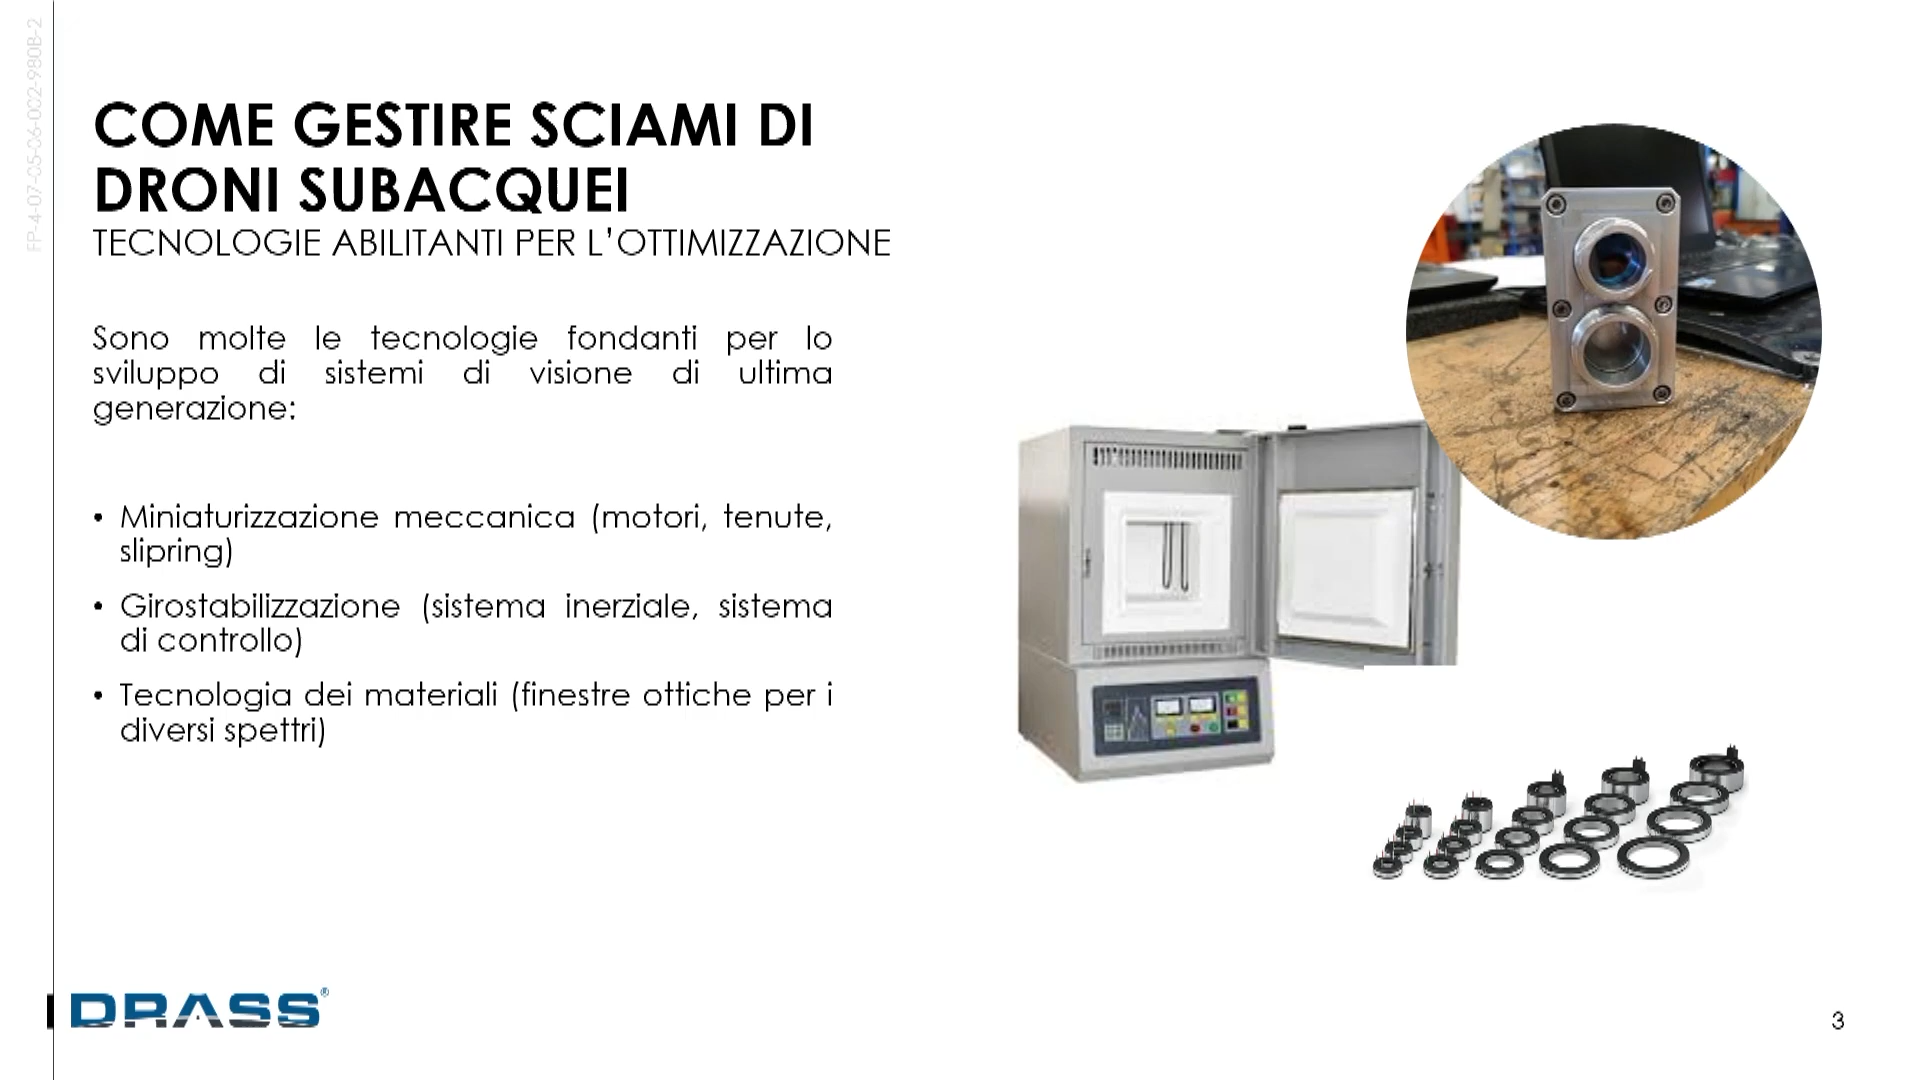 FP-4-07-05-06-002-980B-2
COME GESTIRE SCIAMI DI
DRONI SUBACQUEI
TECNOLOGIE ABILITANTI PER L'OTTIMIZZAZIONE
Sono molte le tecnologie fondanti per lo
sviluppo di sistemi di visione di ultima
generazione:
• Miniaturizzazione meccanica (motori, tenute,
slipring)
• Girostabilizzazione (sistema inerziale, sistema
di controllo)
• Tecnologia dei materiali (finestre ottiche per i
diversi spettri)
DRASS®
3